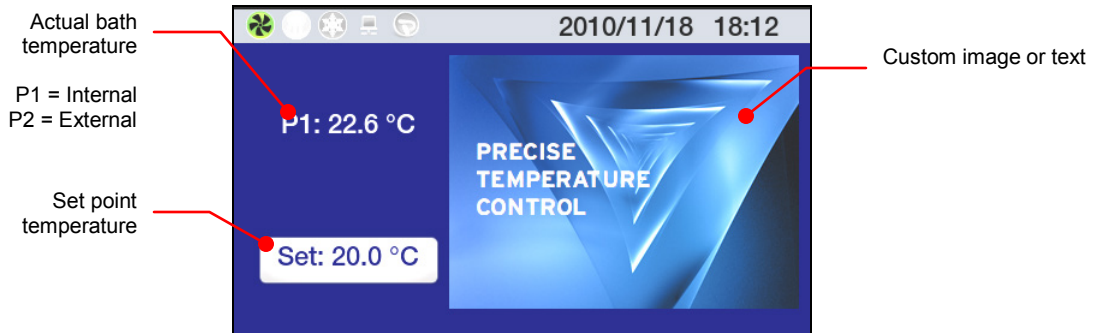 Actual bath
temperature
P1 = Internal
P2 = External
Set point
temperature
2010/11/18 18:12
P1: 22.6 °C
Set: 20.0 °C
PRECISE
TEMPERATURE
CONTROL
Custom image or text